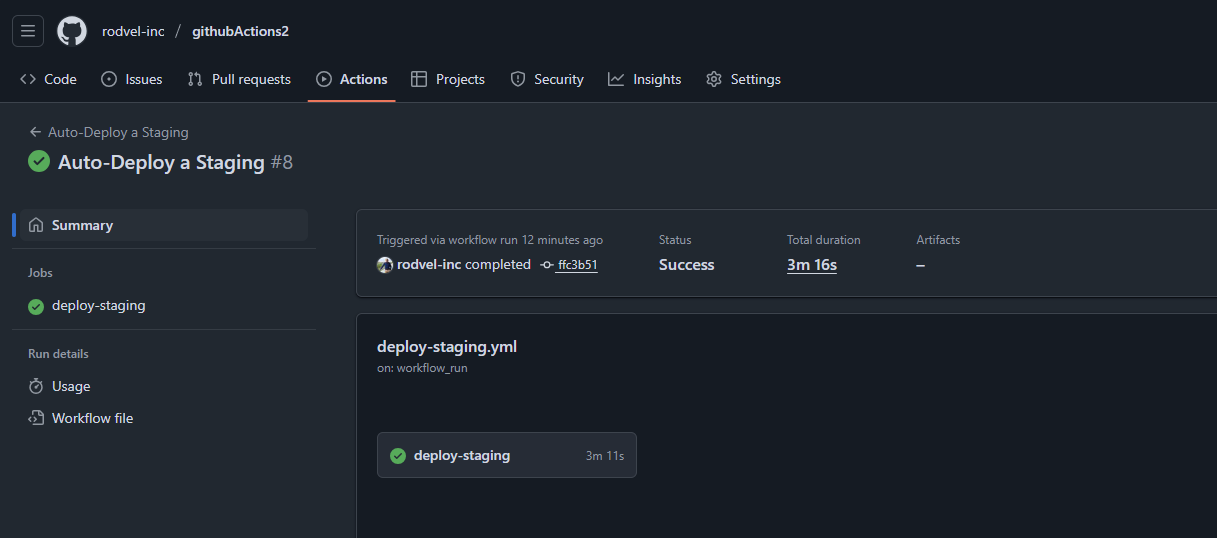 rodvel-inc / githubActions2
Code Issues Pull requests Actions Projects Security Insights Settings
Auto-Deploy a Staging
Auto-Deploy a Staging #8
Summary
Jobs
deploy-staging
Run details
Usage
Workflow file
Triggered via workflow run 12 minutes ago
rodvel-inc completed ffc3b51
Status
Success
Total duration
3m 16s
Artifacts
–
deploy-staging.yml
on: workflow_run
deploy-staging 3m 11s